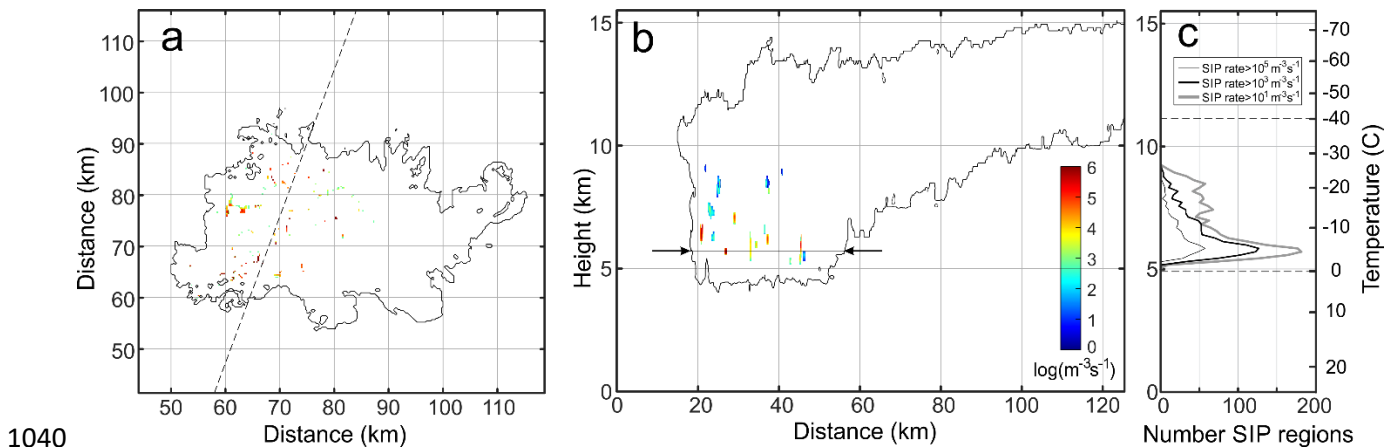 a
110
100
90
80
70
60
50
50 60 70 80 90 100 110
Distance (km)
Distance (km)
b
15
10
5
0
Height (km)
0 20 40 60 80 100 120
Distance (km)
6
5
4
3
2
1
0
log(m⁻³s⁻¹)
c
SIP rate>10⁵ m⁻³s⁻¹
SIP rate>10³ m⁻³s⁻¹
SIP rate>10¹ m⁻³s⁻¹
15
10
5
0
0 100 200
Number SIP regions
-70
-60
-50
-40
-30
-20
-10
0
10
20
Temperature (C)
1040